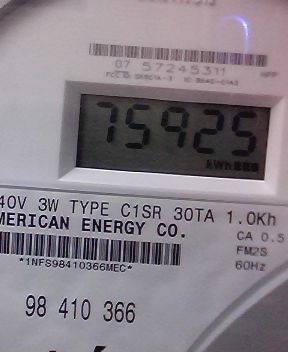 07 57245311 HPP
75925
kWh
40V 3W TYPE C1SR 30TA 1.0Kh
MERICAN ENERGY CO.
CA 0.5
FM2S
*1NFS98410366MEC*
60Hz
98 410 366